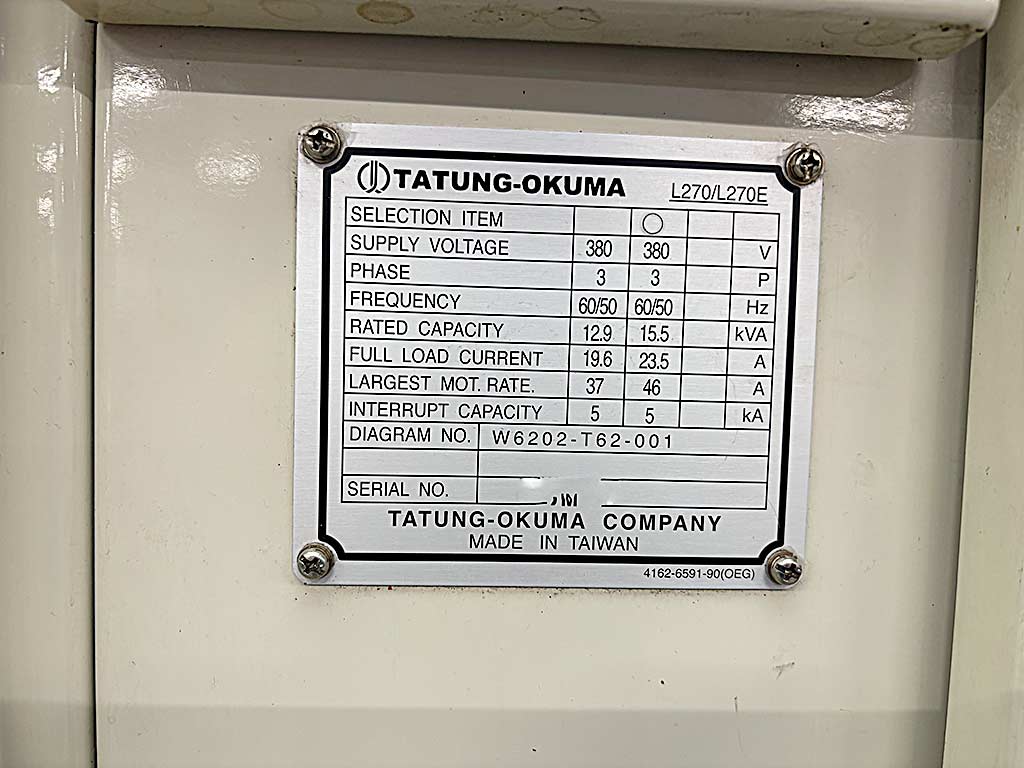 TATUNG-OKUMA L270/L270E
SELECTION ITEM ○
SUPPLY VOLTAGE 380 380 V
PHASE 3 3 P
FREQUENCY 60/50 60/50 Hz
RATED CAPACITY 12.9 15.5 kVA
FULL LOAD CURRENT 19.6 23.5 A
LARGEST MOT. RATE. 37 46 A
INTERRUPT CAPACITY 5 5 kA
DIAGRAM NO. W6202-T62-001
SERIAL NO.
TATUNG-OKUMA COMPANY
MADE IN TAIWAN
4162-6591-90(OEG)